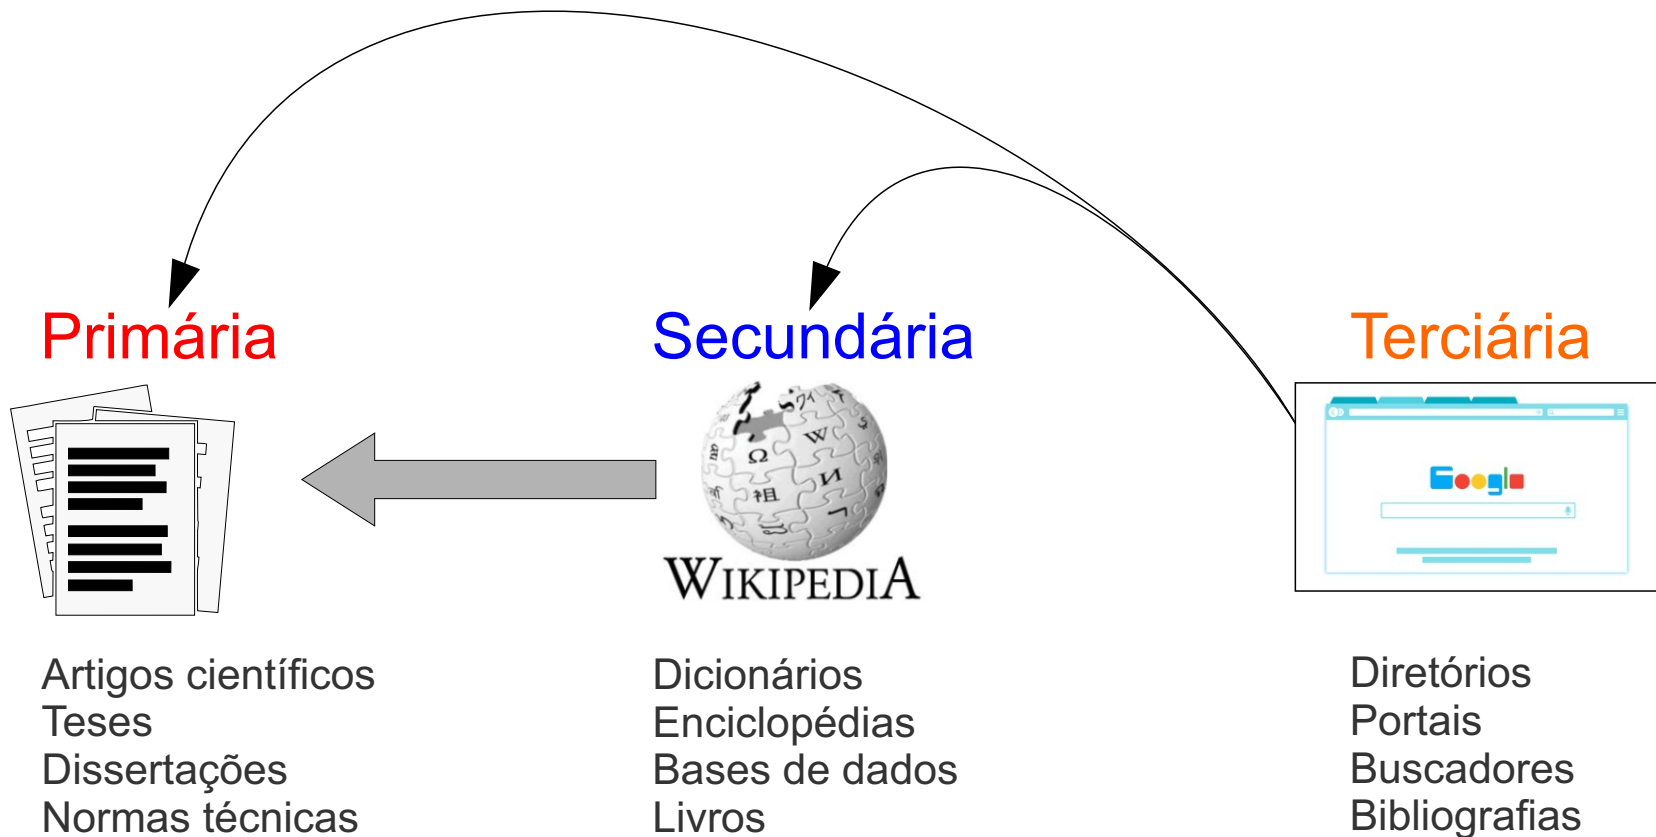 Primária
Secundária
Terciária
WIKIPEDIA
Google
Artigos científicos
Teses
Dissertações
Normas técnicas
Dicionários
Enciclopédias
Bases de dados
Livros
Diretórios
Portais
Buscadores
Bibliografias